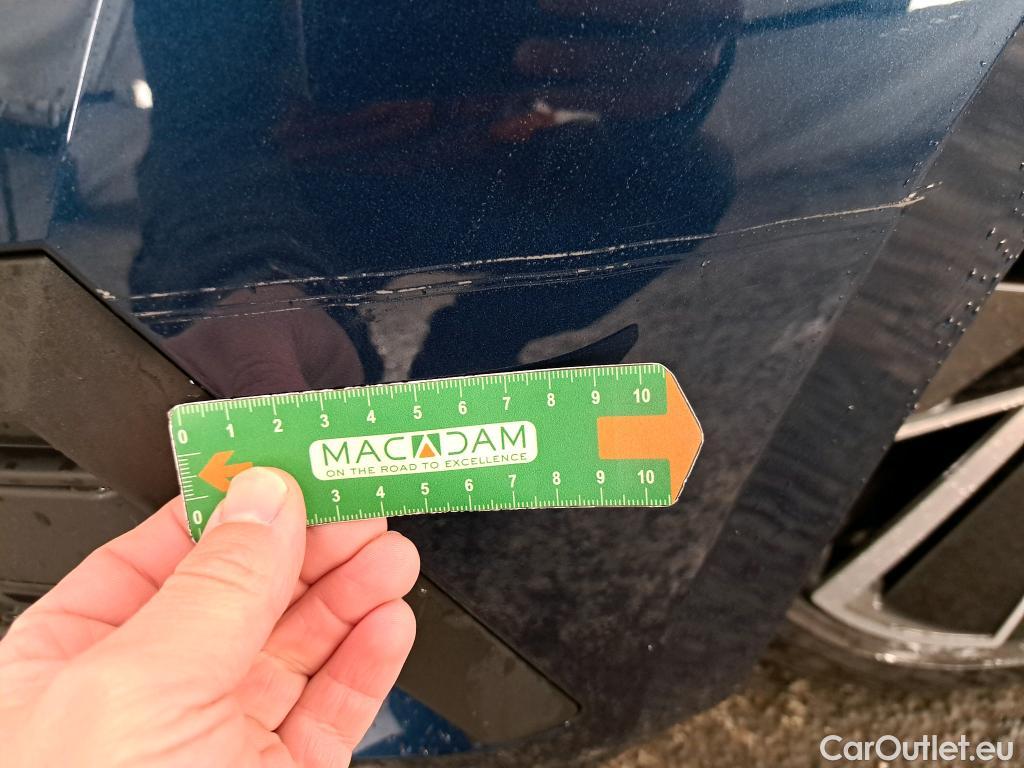 0 1 2 3 4 5 6 7 8 9 10
MACADAM
ON THE ROAD TO EXCELLENCE
0 3 4 5 6 7 8 9 10
CarOutlet.eu